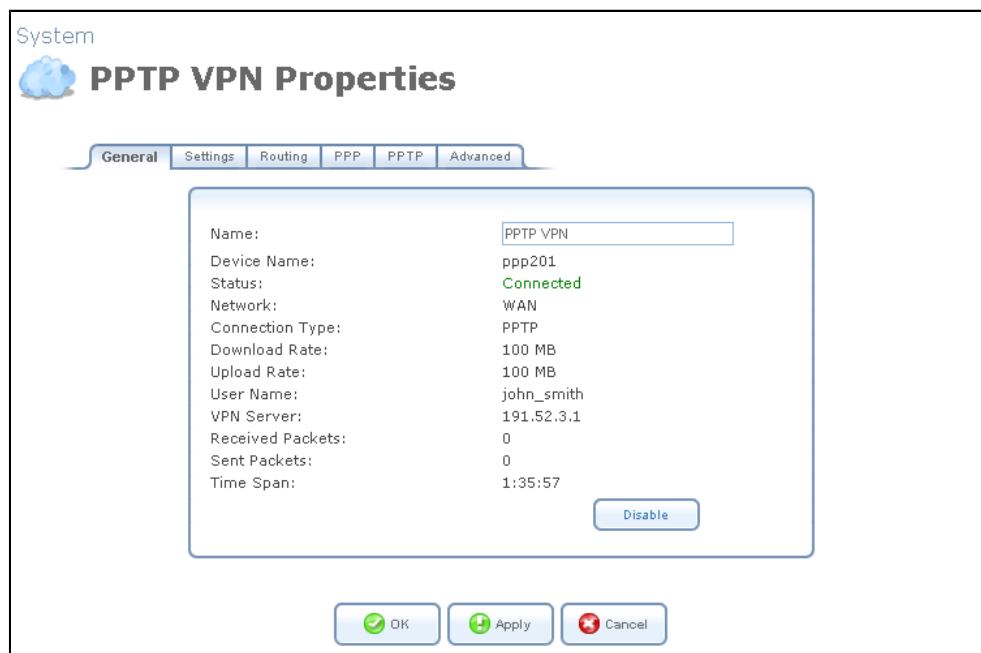 System
PPTP VPN Properties
General Settings Routing PPP PPTP Advanced
Name: PPTP VPN
Device Name: ppp201
Status: Connected
Network: WAN
Connection Type: PPTP
Download Rate: 100 MB
Upload Rate: 100 MB
User Name: john_smith
VPN Server: 191.52.3.1
Received Packets: 0
Sent Packets: 0
Time Span: 1:35:57
Disable
OK Apply Cancel